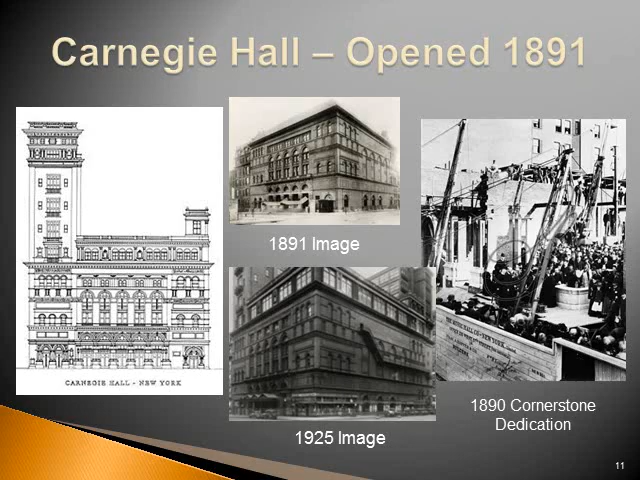 Carnegie Hall – Opened 1891
1891 Image
CARNEGIE HALL - NEW YORK
1925 Image
1890 Cornerstone
Dedication
11